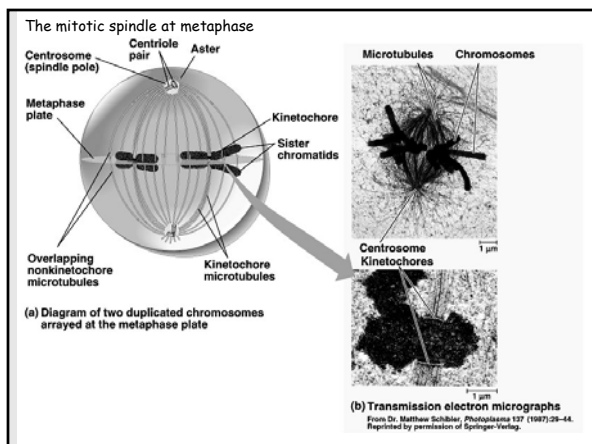 The mitotic spindle at metaphase
Centrosome
(spindle pole)
Centriole
pair
Aster
Metaphase
plate
Kinetochore
Sister
chromatids
Overlapping
nonkinetochore
microtubules
Kinetochore
microtubules
(a) Diagram of two duplicated chromosomes
arrayed at the metaphase plate
Microtubules
Chromosomes
Centrosome
1 µm
Kinetochores
1 µm
(b) Transmission electron micrographs
From Dr. Matthew Schibler, Photoplasma 137 (1987):29–44.
Reprinted by permission of Springer-Verlag.